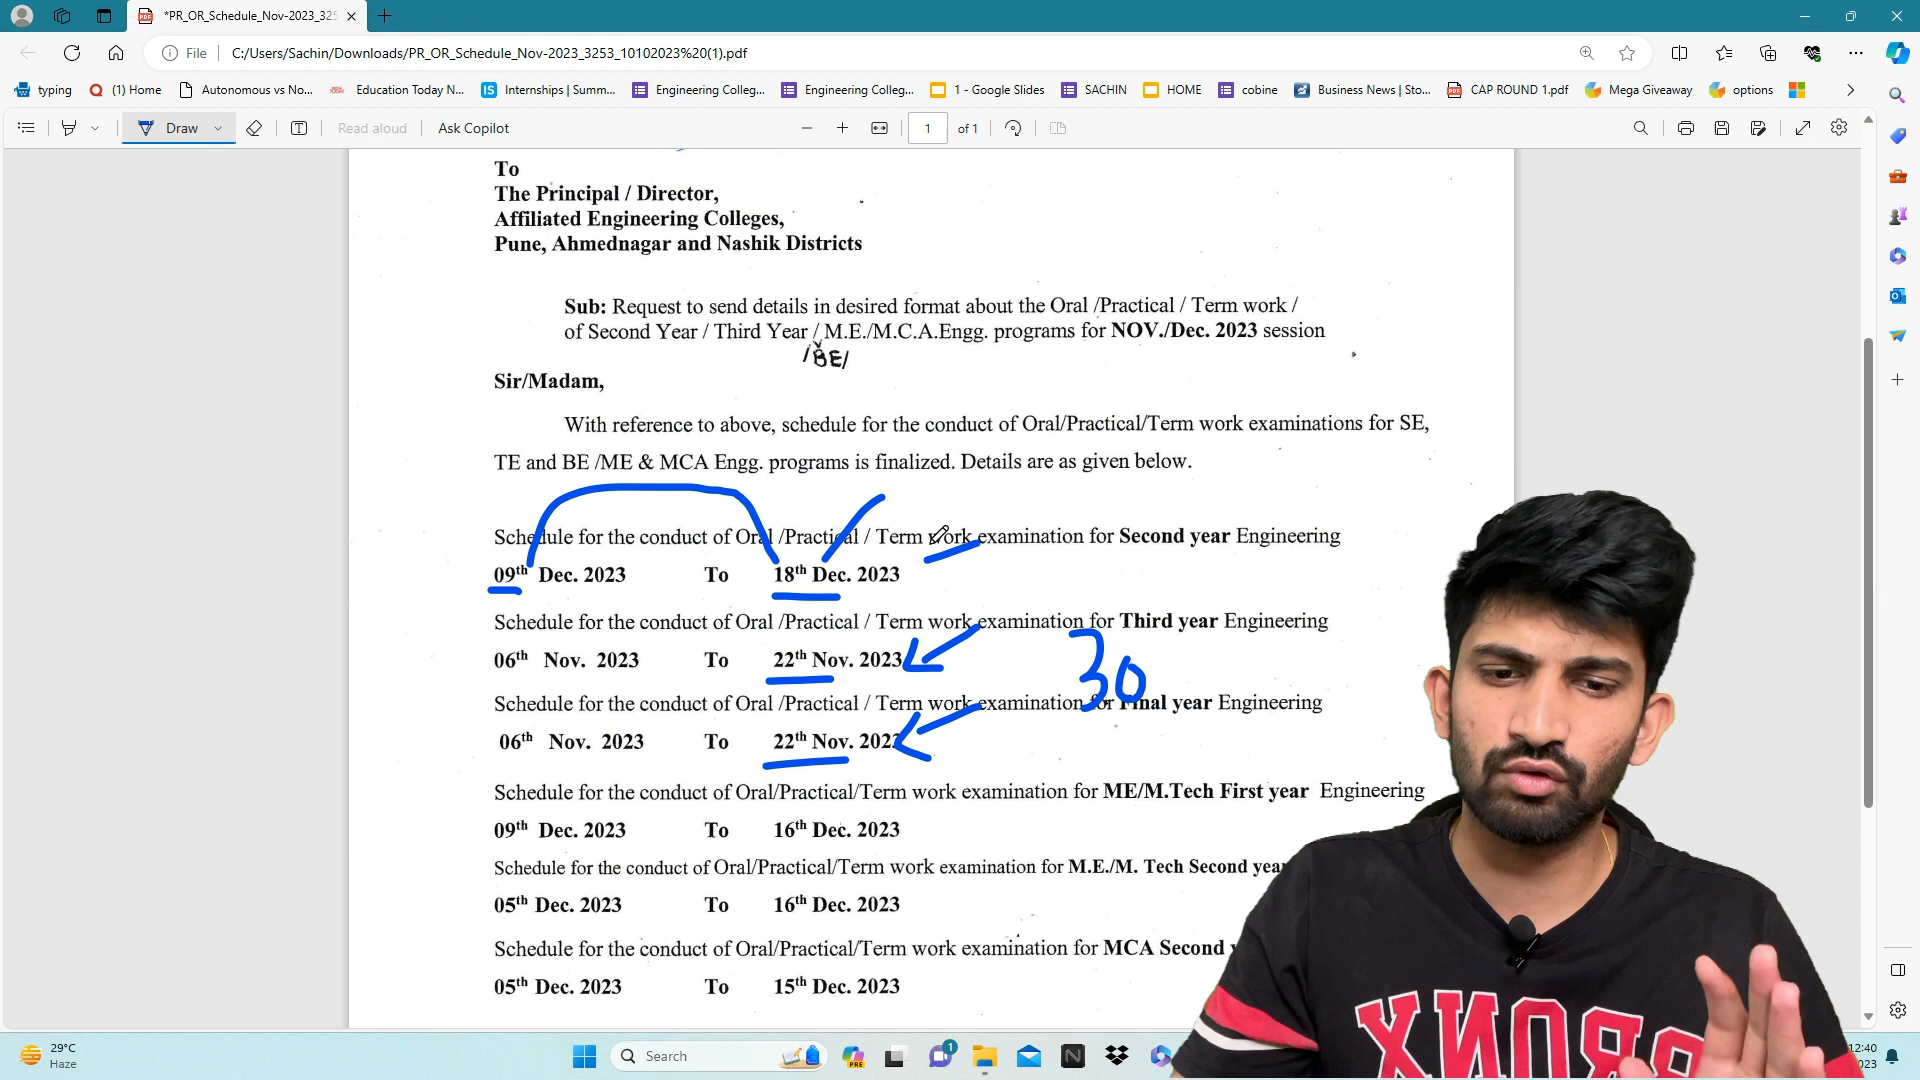 *PR_OR_Schedule_Nov-2023_325
File C:/Users/Sachin/Downloads/PR_OR_Schedule_Nov-2023_3253_10102023%20(1).pdf
typing (1) Home Autonomous vs No... Education Today N... Internships | Summ... Engineering Colleg... Engineering Colleg... 1 - Google Slides SACHIN HOME cobine Business News | Sto... CAP ROUND 1.pdf Mega Giveaway options
Draw Read aloud Ask Copilot 1 of 1
To
The Principal / Director,
Affiliated Engineering Colleges,
Pune, Ahmednagar and Nashik Districts
Sub: Request to send details in desired format about the Oral /Practical / Term work /
of Second Year / Third Year / M.E./M.C.A.Engg. programs for NOV./Dec. 2023 session
/BE/
Sir/Madam,
With reference to above, schedule for the conduct of Oral/Practical/Term work examinations for SE,
TE and BE /ME & MCA Engg. programs is finalized. Details are as given below.
Schedule for the conduct of Oral /Practical / Term work examination for Second year Engineering
09th Dec. 2023 To 18th Dec. 2023
Schedule for the conduct of Oral /Practical / Term work examination for Third year Engineering
06th Nov. 2023 To 22th Nov. 2023
30
Schedule for the conduct of Oral /Practical / Term work examination for Final year Engineering
06th Nov. 2023 To 22th Nov. 2023
Schedule for the conduct of Oral/Practical/Term work examination for ME/M.Tech First year Engineering
09th Dec. 2023 To 16th Dec. 2023
Schedule for the conduct of Oral/Practical/Term work examination for M.E./M. Tech Second year
05th Dec. 2023 To 16th Dec. 2023
Schedule for the conduct of Oral/Practical/Term work examination for MCA Second
05th Dec. 2023 To 15th Dec. 2023
29°C
Haze
Search
PRE
1
12:40
023